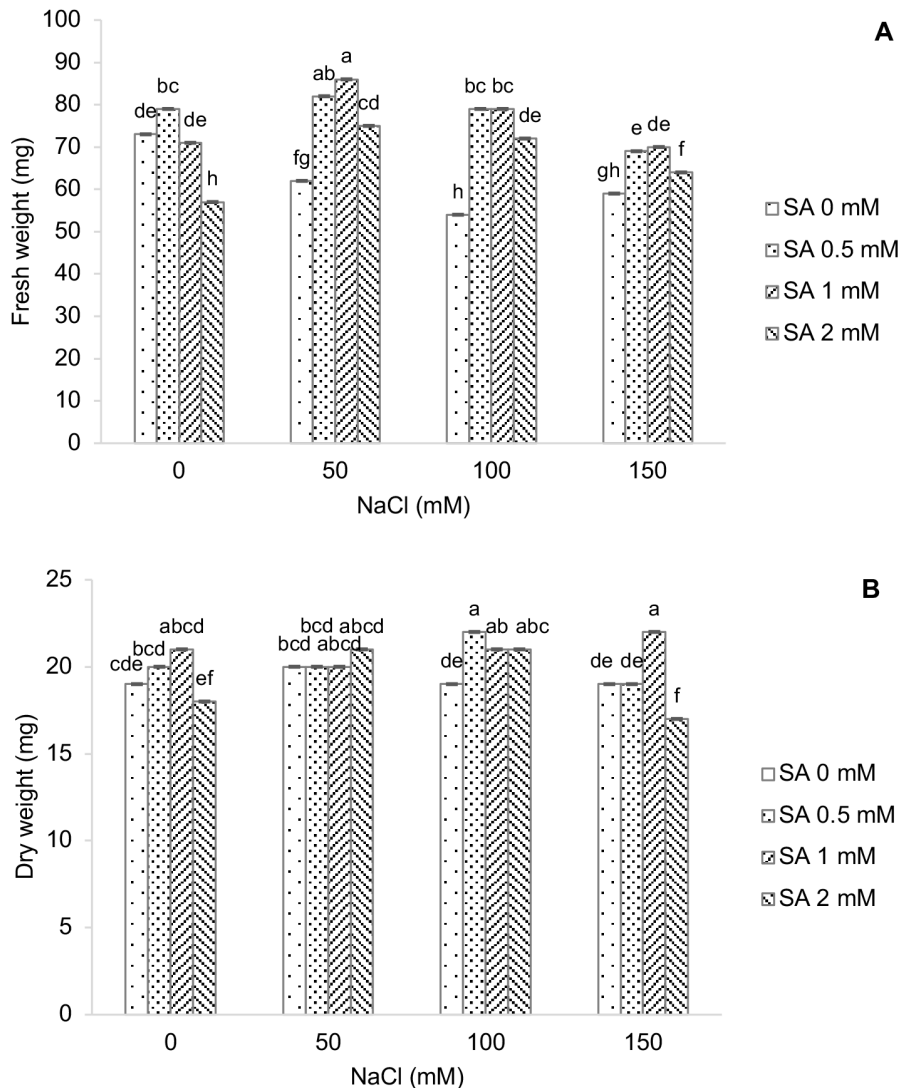 A
100
90
80
70
60
50
40
30
20
10
0
Fresh weight (mg)
de bc de h
fg ab a cd
h bc bc de
gh e de f
0 50 100 150
NaCl (mM)
SA 0 mM
SA 0.5 mM
SA 1 mM
SA 2 mM
B
25
20
15
10
5
0
Dry weight (mg)
cde bcd abcd ef
bcd bcd abcd abcd
de a ab abc
de de a f
0 50 100 150
NaCl (mM)
SA 0 mM
SA 0.5 mM
SA 1 mM
SA 2 mM